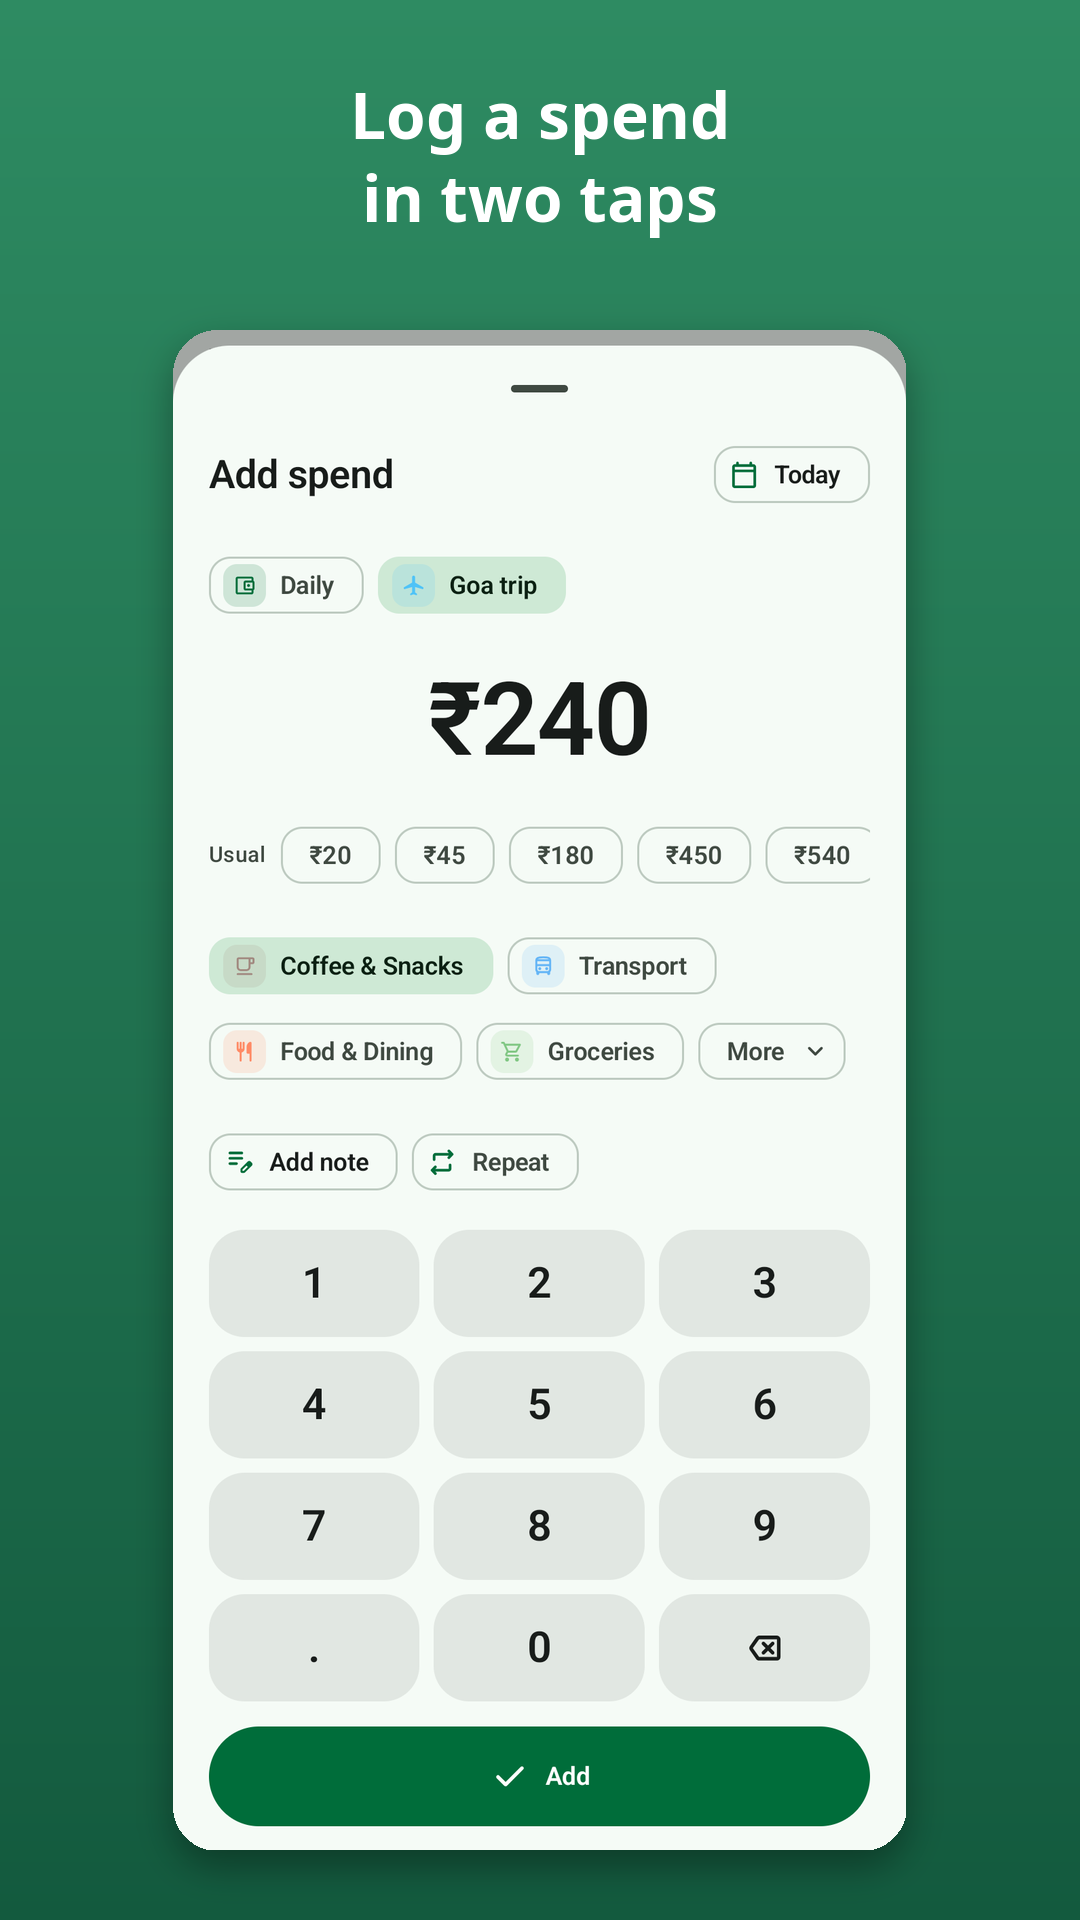 Log a spend
in two taps
Add spend
Today
Daily
Goa trip
₹240
Usual ₹20 ₹45 ₹180 ₹450 ₹540
Coffee & Snacks Transport
Food & Dining Groceries More
Add note Repeat
1 2 3
4 5 6
7 8 9
. 0
Add